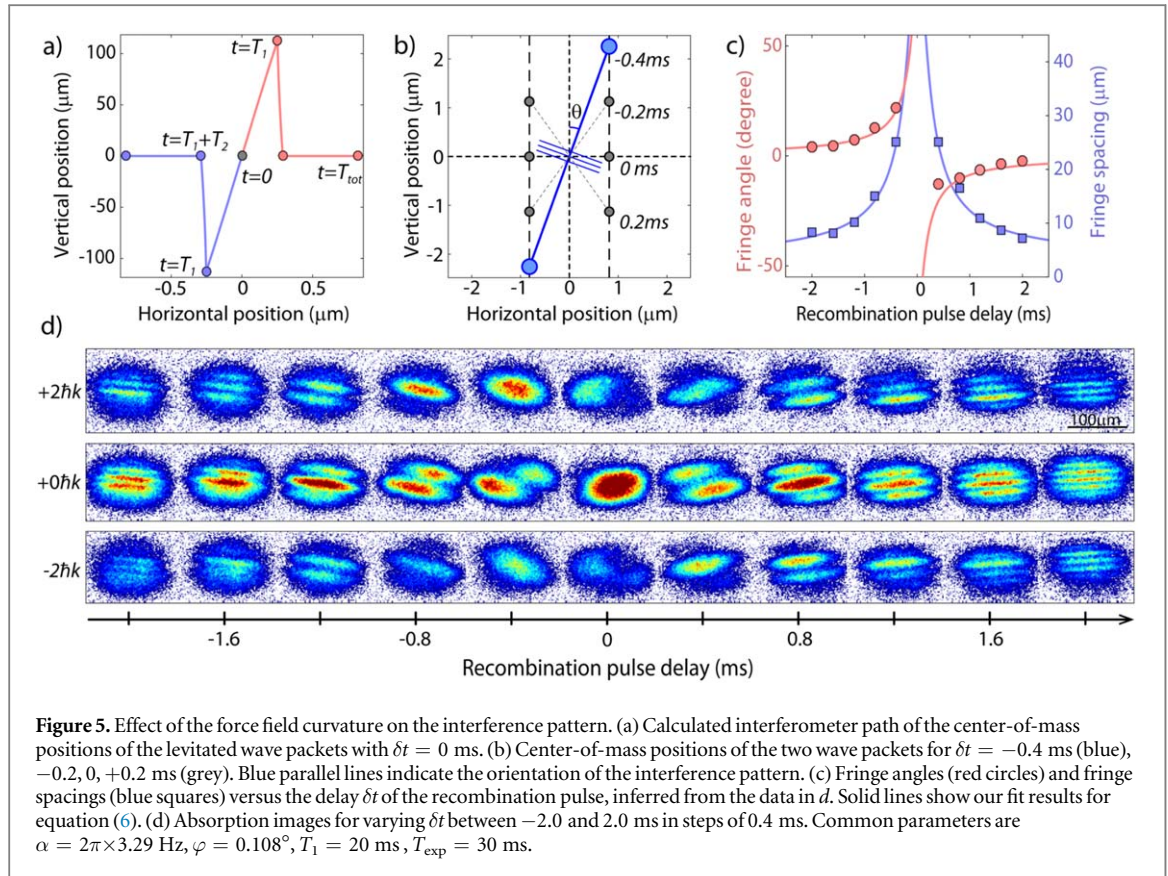 a)
Vertical position (μm)
100
50
0
-50
-100
t=T1
t=T1+T2
t=0
t=Ttot
t=T1
-0.5
0
0.5
Horizontal position (μm)
b)
Vertical position (μm)
2
1
0
-1
-2
θ
-0.4ms
-0.2ms
0 ms
0.2ms
-2
-1
0
1
2
Horizontal position (μm)
c)
Fringe angle (degree)
50
0
-50
40
30
20
10
0
Fringe spacing (μm)
-2
-1
0
1
2
Recombination pulse delay (ms)
d)
+2ħk
100μm
+0ħk
-2ħk
-1.6
-0.8
0
0.8
1.6
Recombination pulse delay (ms)
Figure 5. Effect of the force field curvature on the interference pattern. (a) Calculated interferometer path of the center-of-mass
positions of the levitated wave packets with δt = 0 ms. (b) Center-of-mass positions of the two wave packets for δt = −0.4 ms (blue),
−0.2, 0, +0.2 ms (grey). Blue parallel lines indicate the orientation of the interference pattern. (c) Fringe angles (red circles) and fringe
spacings (blue squares) versus the delay δt of the recombination pulse, inferred from the data in d. Solid lines show our fit results for
equation (6). (d) Absorption images for varying δt between −2.0 and 2.0 ms in steps of 0.4 ms. Common parameters are
α = 2π×3.29 Hz, φ = 0.108°, T1 = 20 ms , Texp = 30 ms.